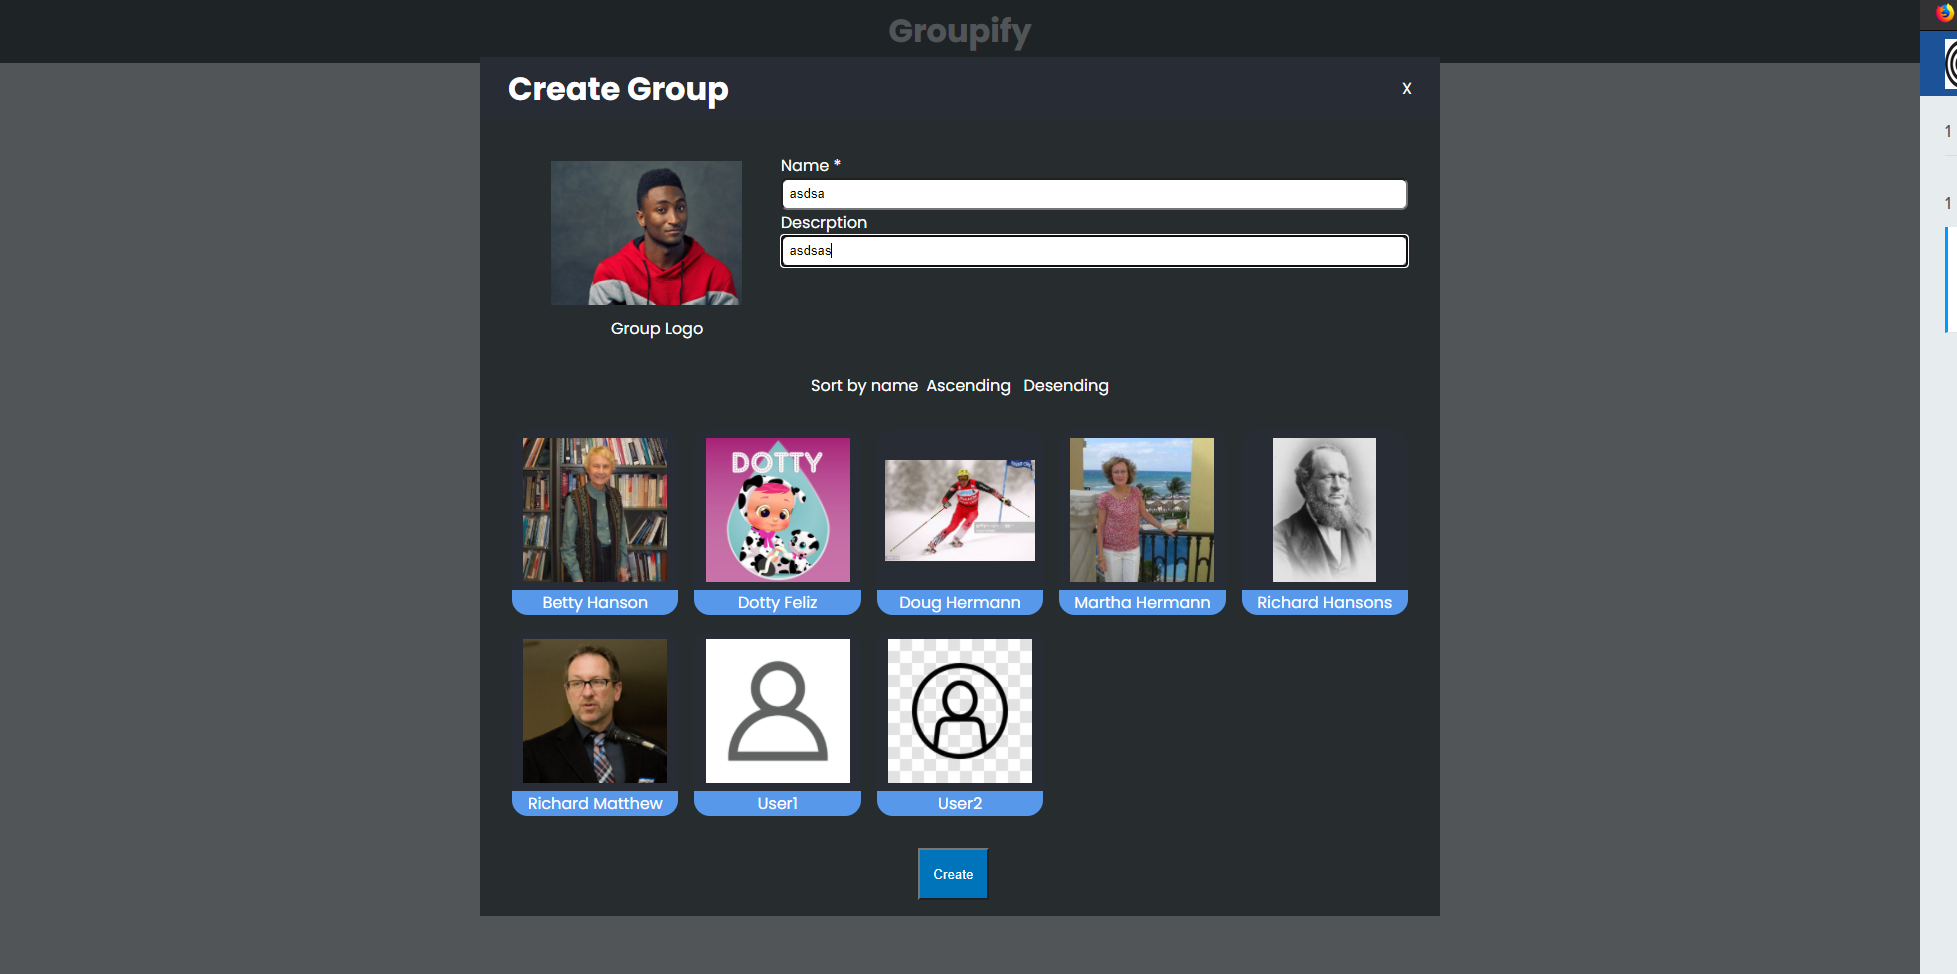 Groupify
Create Group
X
Name *
asdsa
Descrption
asdsas
Group Logo
Sort by name Ascending Desending
DOTTY
Betty Hanson
Dotty Feliz
Doug Hermann
Martha Hermann
Richard Hansons
Richard Matthew
User1
User2
Create
1
1